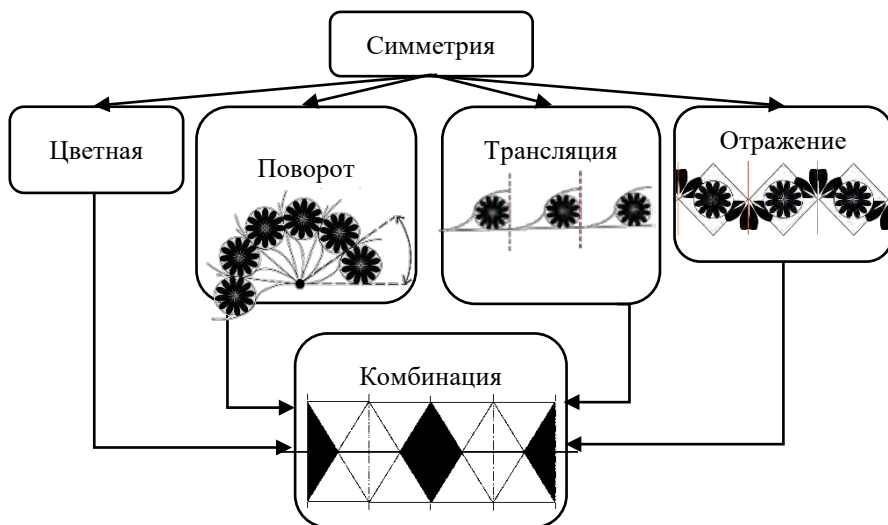 Симметрия
Цветная
Поворот
Трансляция
Отражение
Комбинация